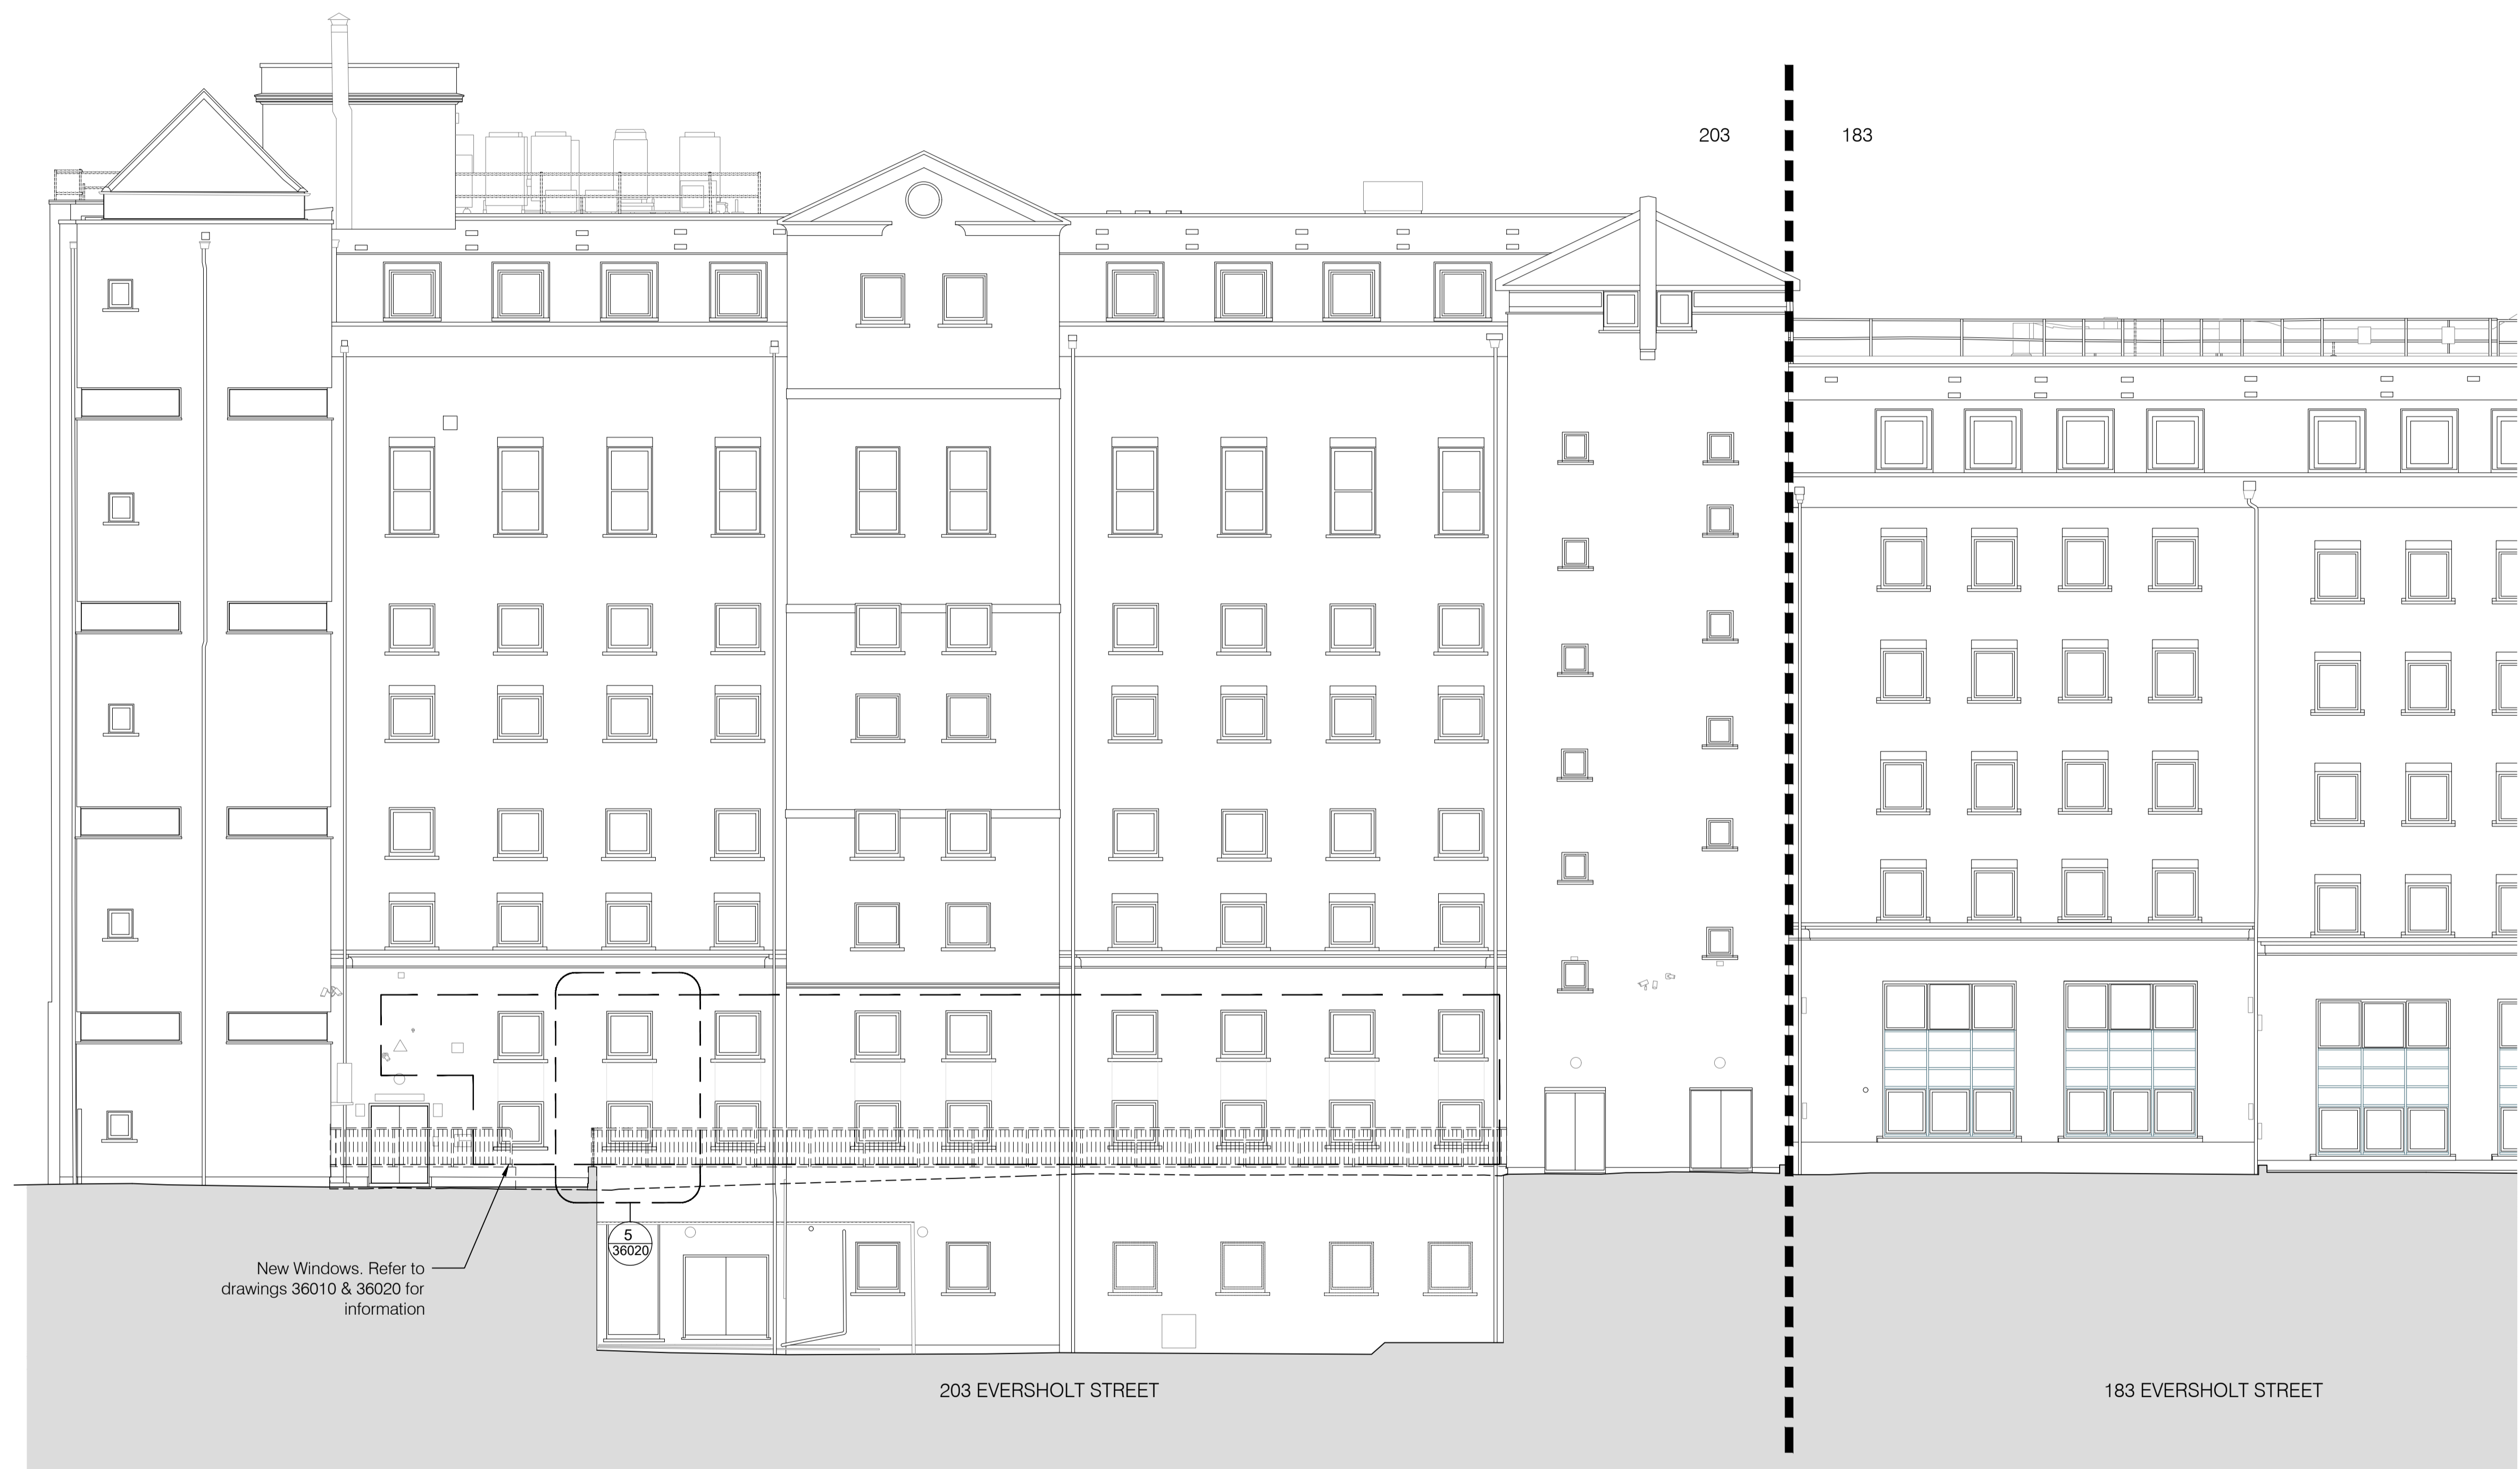 203
183
5
36020
New Windows. Refer to
drawings 36010 & 36020 for
information
203 EVERSHOLT STREET
183 EVERSHOLT STREET